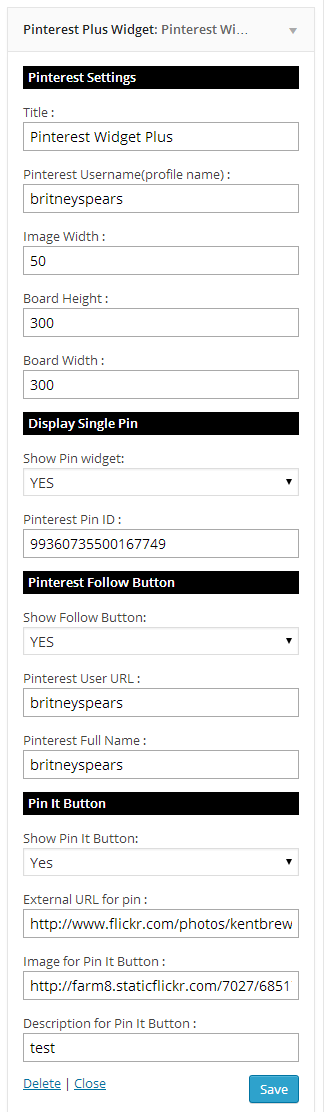 Pinterest Plus Widget: Pinterest Wi…
Pinterest Settings
Title :
Pinterest Widget Plus
Pinterest Username(profile name) :
britneyspears
Image Width :
50
Board Height :
300
Board Width :
300
Display Single Pin
Show Pin widget:
YES
Pinterest Pin ID :
99360735500167749
Pinterest Follow Button
Show Follow Button:
YES
Pinterest User URL :
britneyspears
Pinterest Full Name :
britneyspears
Pin It Button
Show Pin It Button:
Yes
External URL for pin :
http://www.flickr.com/photos/kentbrew
Image for Pin It Button :
http://farm8.staticflickr.com/7027/6851
Description for Pin It Button :
test
Delete | Close Save